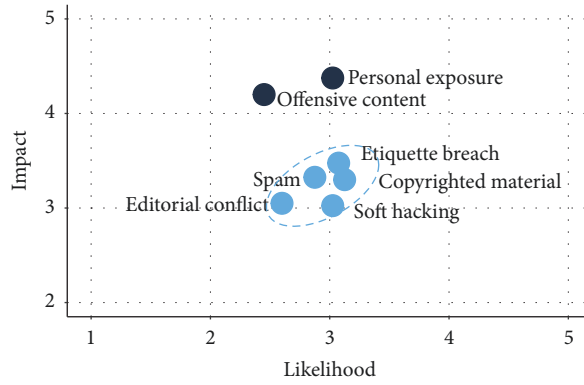 5
Personal exposure
Offensive content
4
Impact
Etiquette breach
Spam
Copyrighted material
Editorial conflict
Soft hacking
3
2
1 2 3 4 5
Likelihood